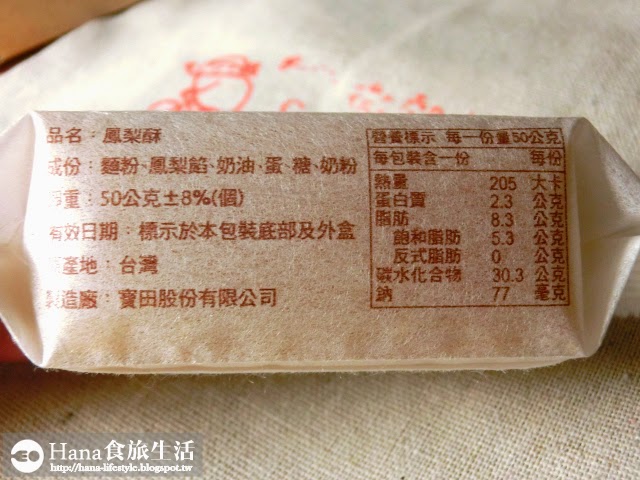 品名：鳳梨酥
成份：麵粉、鳳梨餡、奶油、蛋、糖、奶粉
淨重：50公克±8%(個)
有效日期：標示於本包裝底部及外盒
原產地：台灣
製造廠：寶田股份有限公司
營養標示 每一份量50公克
每包裝含一份 每份
熱量 205 大卡
蛋白質 2.3 公克
脂肪 8.3 公克
飽和脂肪 5.3 公克
反式脂肪 0 公克
碳水化合物 30.3 公克
鈉 77 毫克
Hana食旅生活
http://hana-lifestyle.blogspot.tw